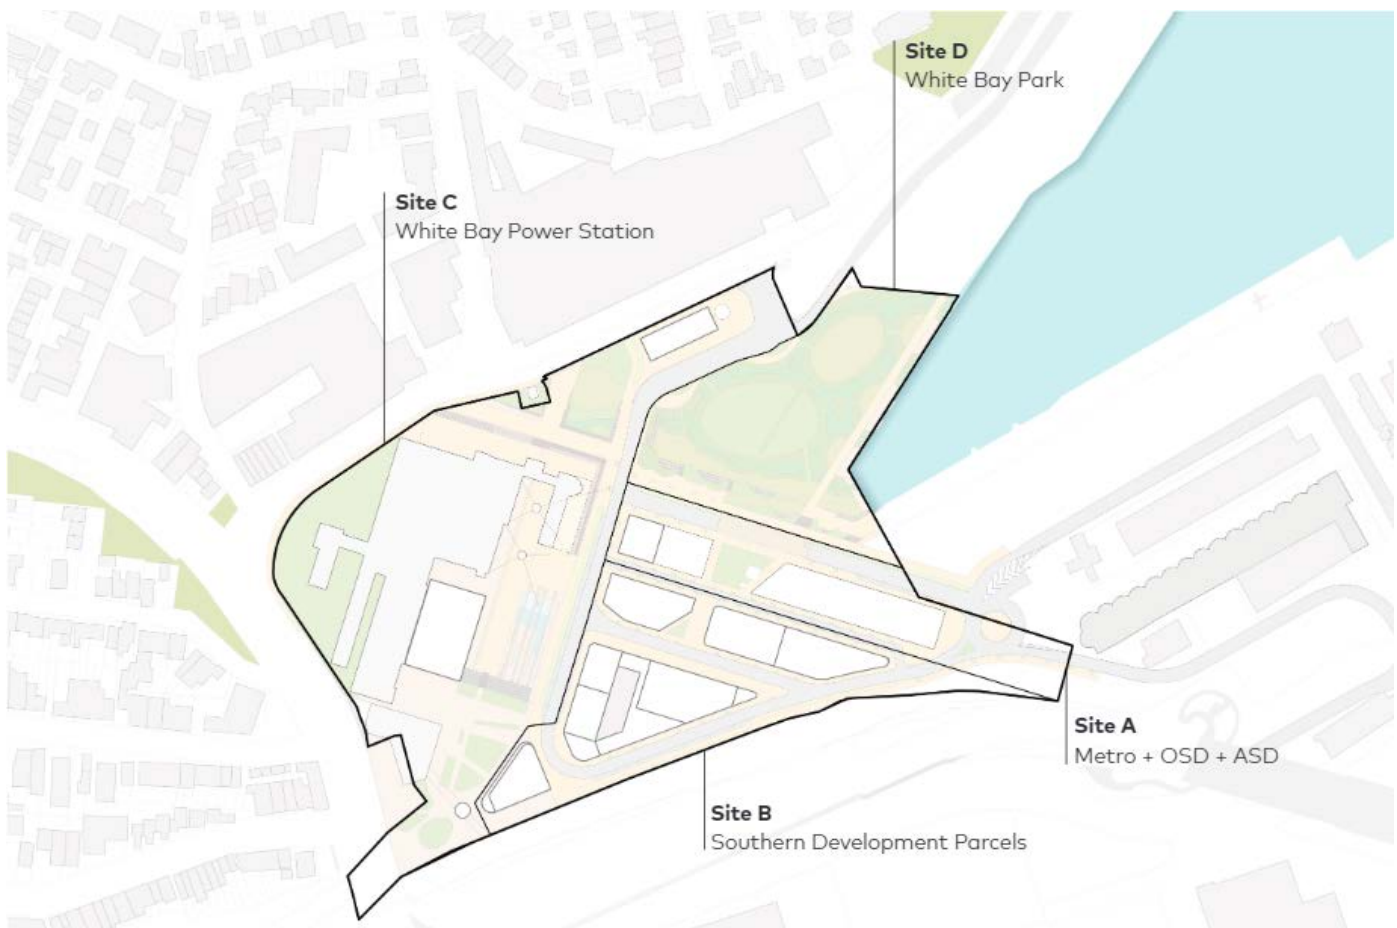 Site D
White Bay Park
Site C
White Bay Power Station
Site A
Metro + OSD + ASD
Site B
Southern Development Parcels